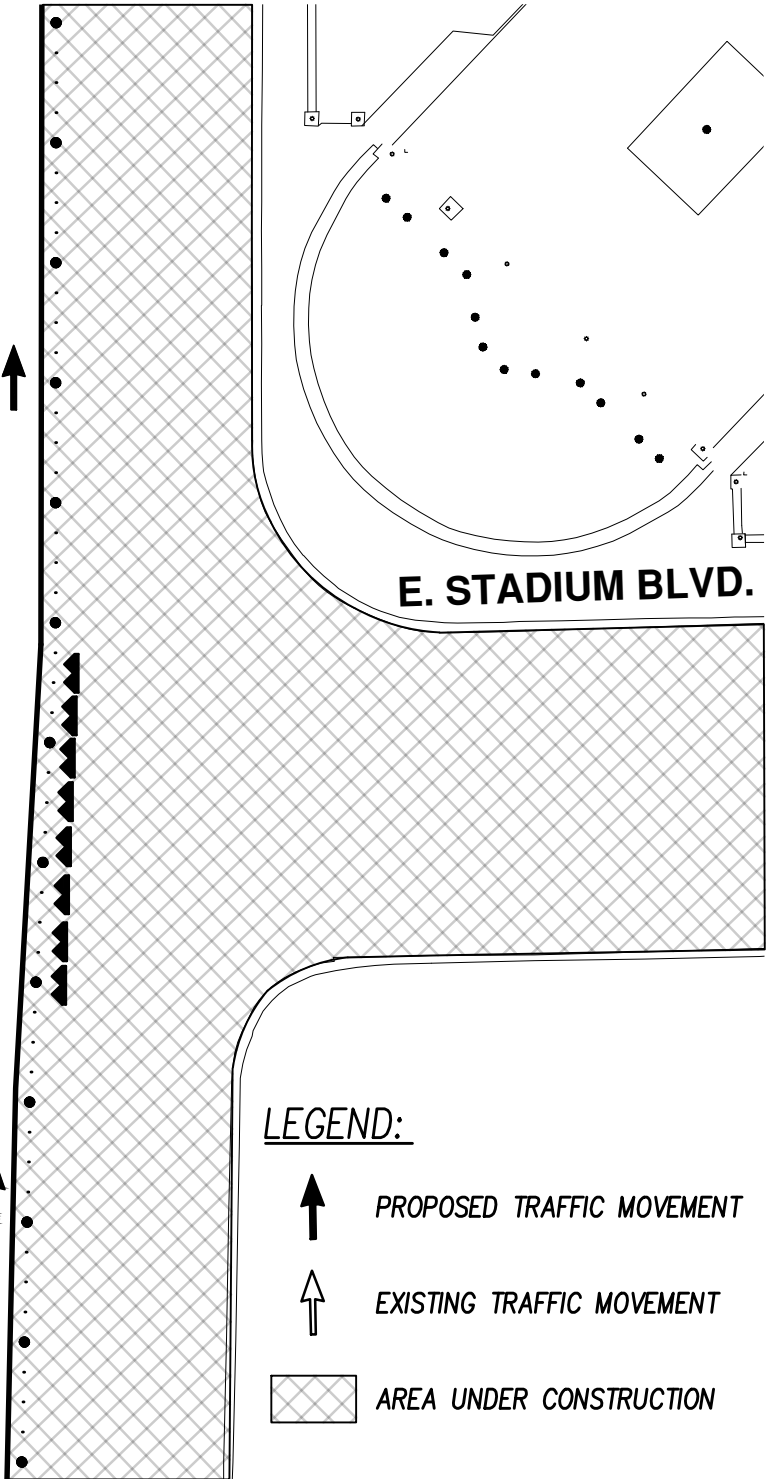 E. STADIUM BLVD.
LEGEND:
PROPOSED TRAFFIC MOVEMENT
EXISTING TRAFFIC MOVEMENT
AREA UNDER CONSTRUCTION